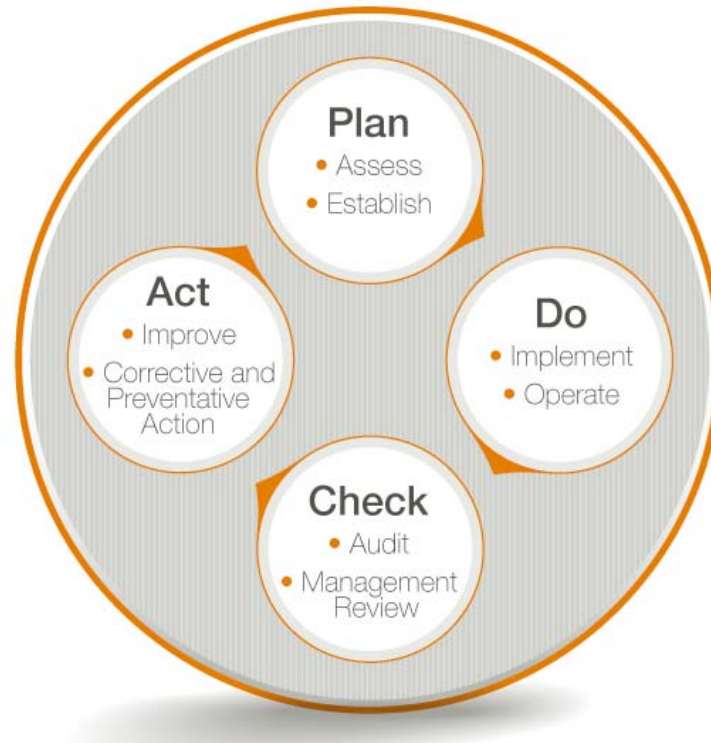 Plan
• Assess
• Establish
Do
• Implement
• Operate
Check
• Audit
• Management
Review
Act
• Improve
• Corrective and
Preventative
Action